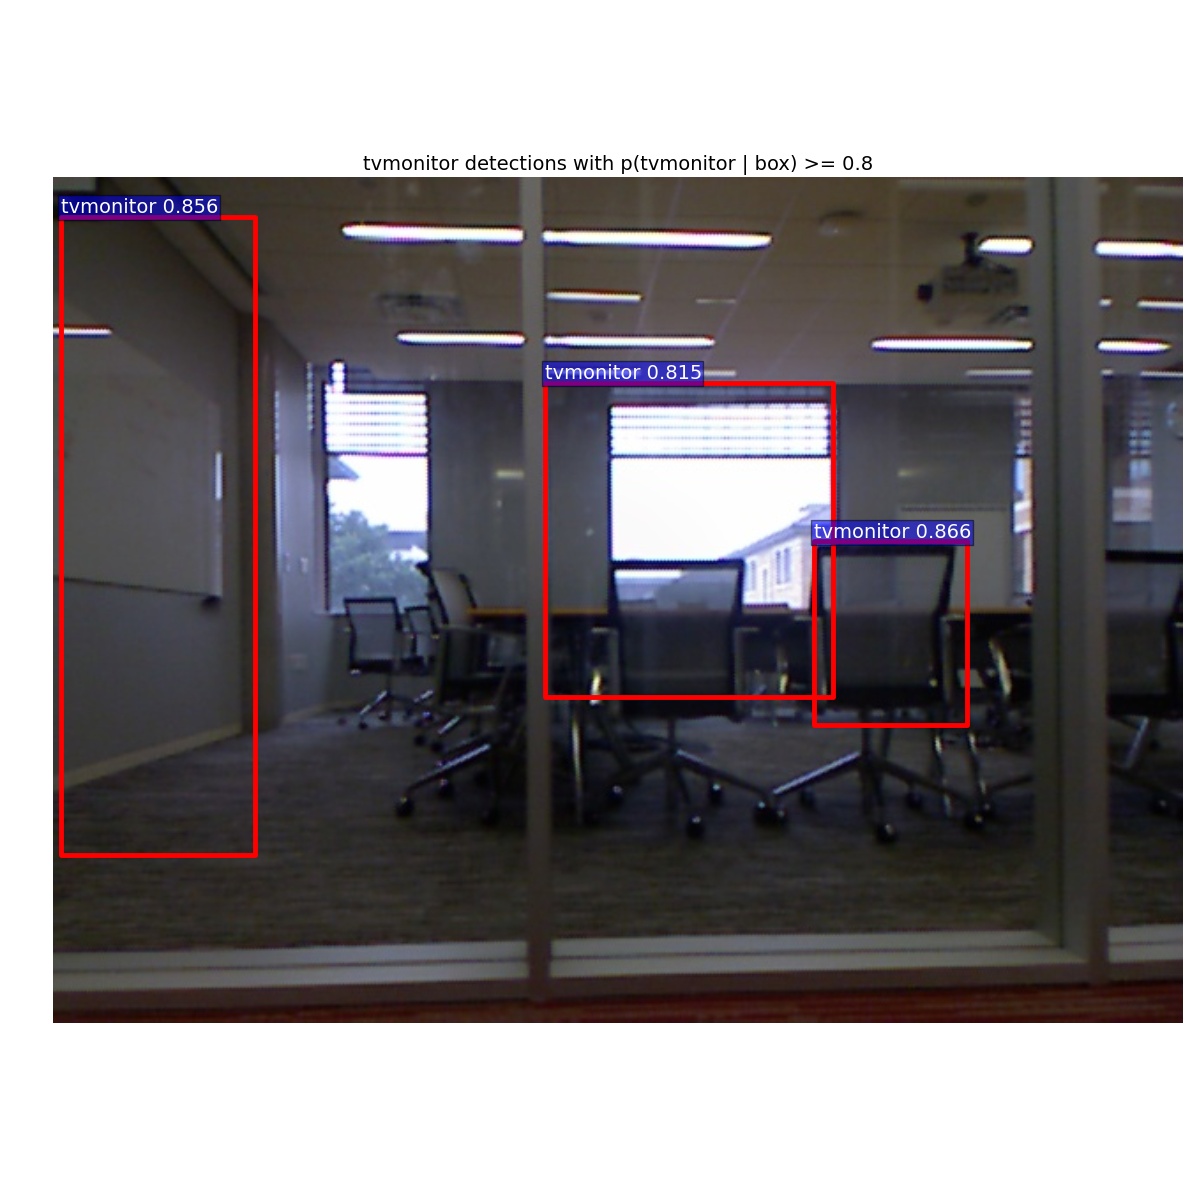 tvmonitor detections with p(tvmonitor | box) >= 0.8
tvmonitor 0.856
tvmonitor 0.815
tvmonitor 0.866